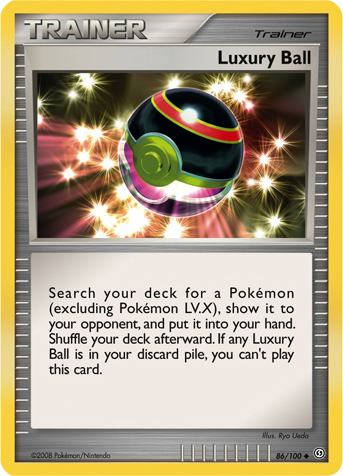 TRAINER
Trainer
Luxury Ball
Search your deck for a Pokémon
(excluding Pokémon LV.X), show it to
your opponent, and put it into your hand.
Shuffle your deck afterward. If any Luxury
Ball is in your discard pile, you can't play
this card.
Illus. Ryo Ueda
©2008 Pokémon/Nintendo
86/100 ◆